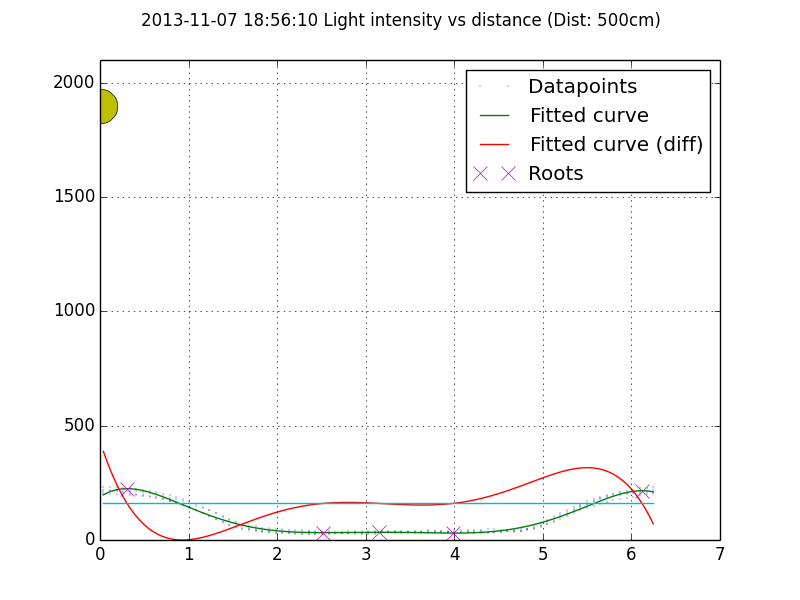 2013-11-07 18:56:10 Light intensity vs distance (Dist: 500cm)
2000
1500
1000
500
0
Datapoints
Fitted curve
Fitted curve (diff)
Roots
0 1 2 3 4 5 6 7